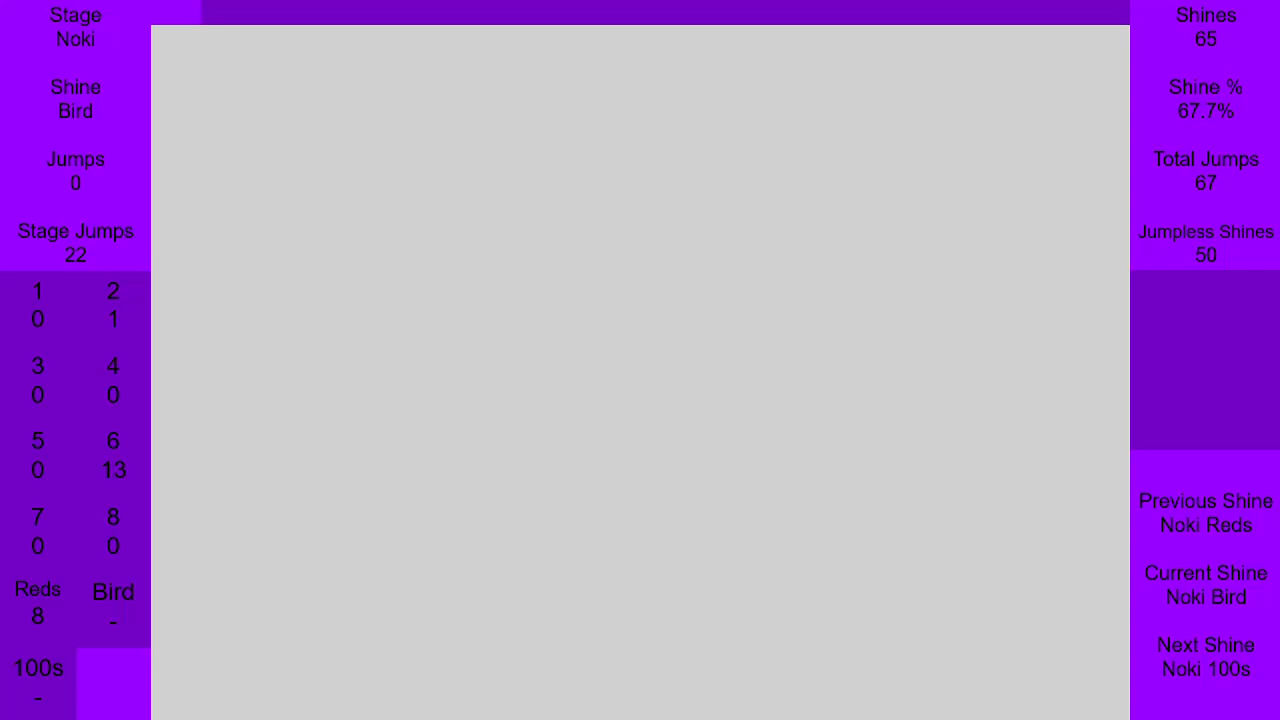 Stage
Noki
Shine
Bird
Jumps
0
Stage Jumps
22
1 2
0 1
3 4
0 0
5 6
0 13
7 8
0 0
Reds Bird
8 -
100s
-
Shines
65
Shine %
67.7%
Total Jumps
67
Jumpless Shines
50
Previous Shine
Noki Reds
Current Shine
Noki Bird
Next Shine
Noki 100s